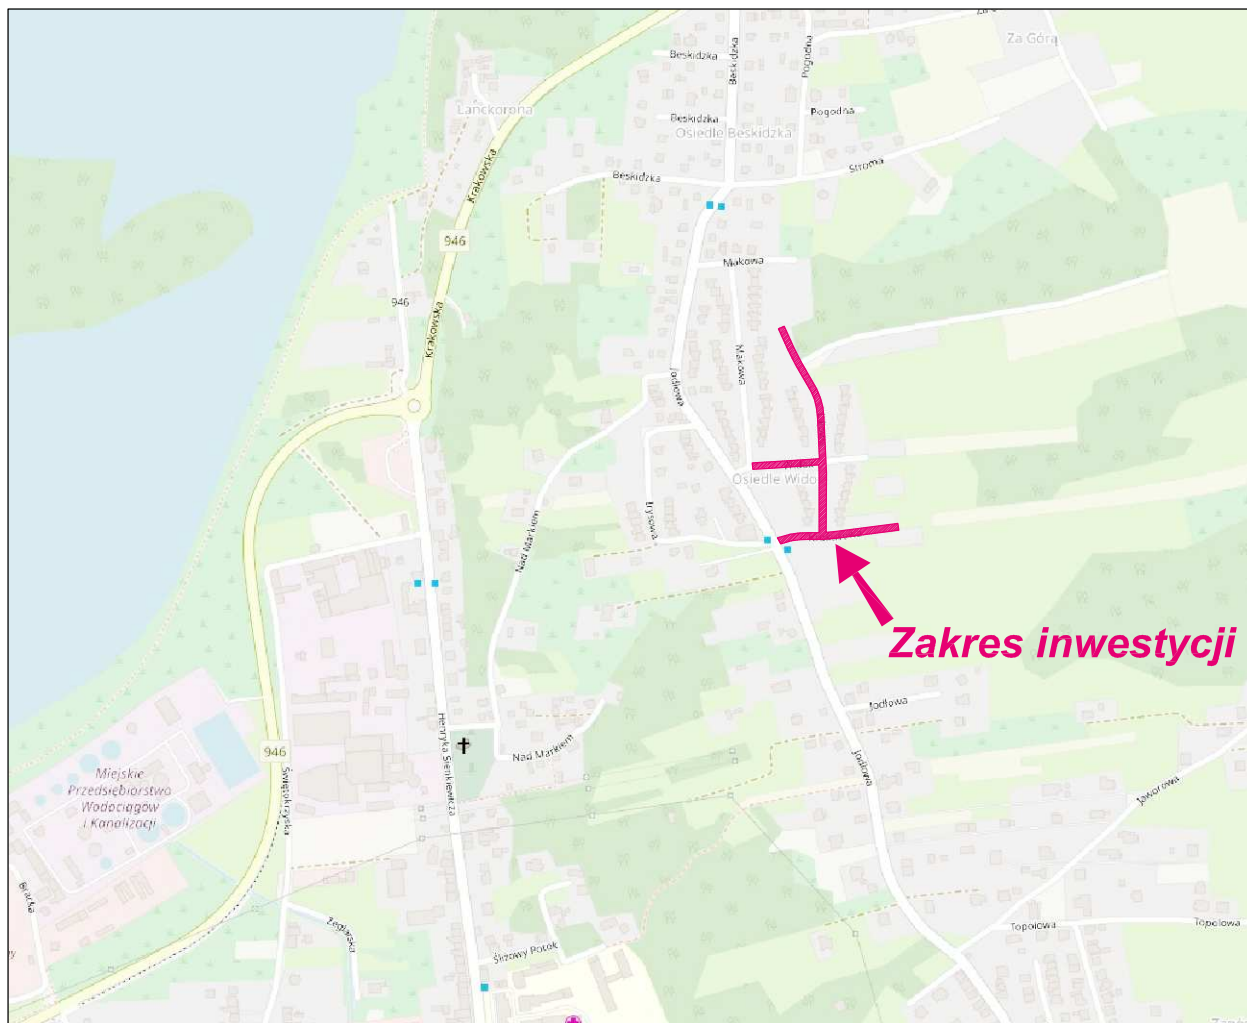 Za Górą
Beskidzka
Beskidzka
Pogodna
Lanckorona
Pogodna
Beskidzka
Osiedle Beskidzka
Krakowska
Stroma
Beskidzka
946
Makowa
946
Krakowska
Makowa
Jodłowa
Osiedle Wido
Irysowa
Nad Markiem
Zakres inwestycji
Jodłowa
Henryka Sienkiewicza
946
Nad Markiem
Jodłowa
Miejskie
Przedsiębiorstwo
Wodociągów
i Kanalizacji
Świętokrzyska
Jaworowa
Bracka
Żeglarska
Topolowa
Topolowa
Śliżowy Potok